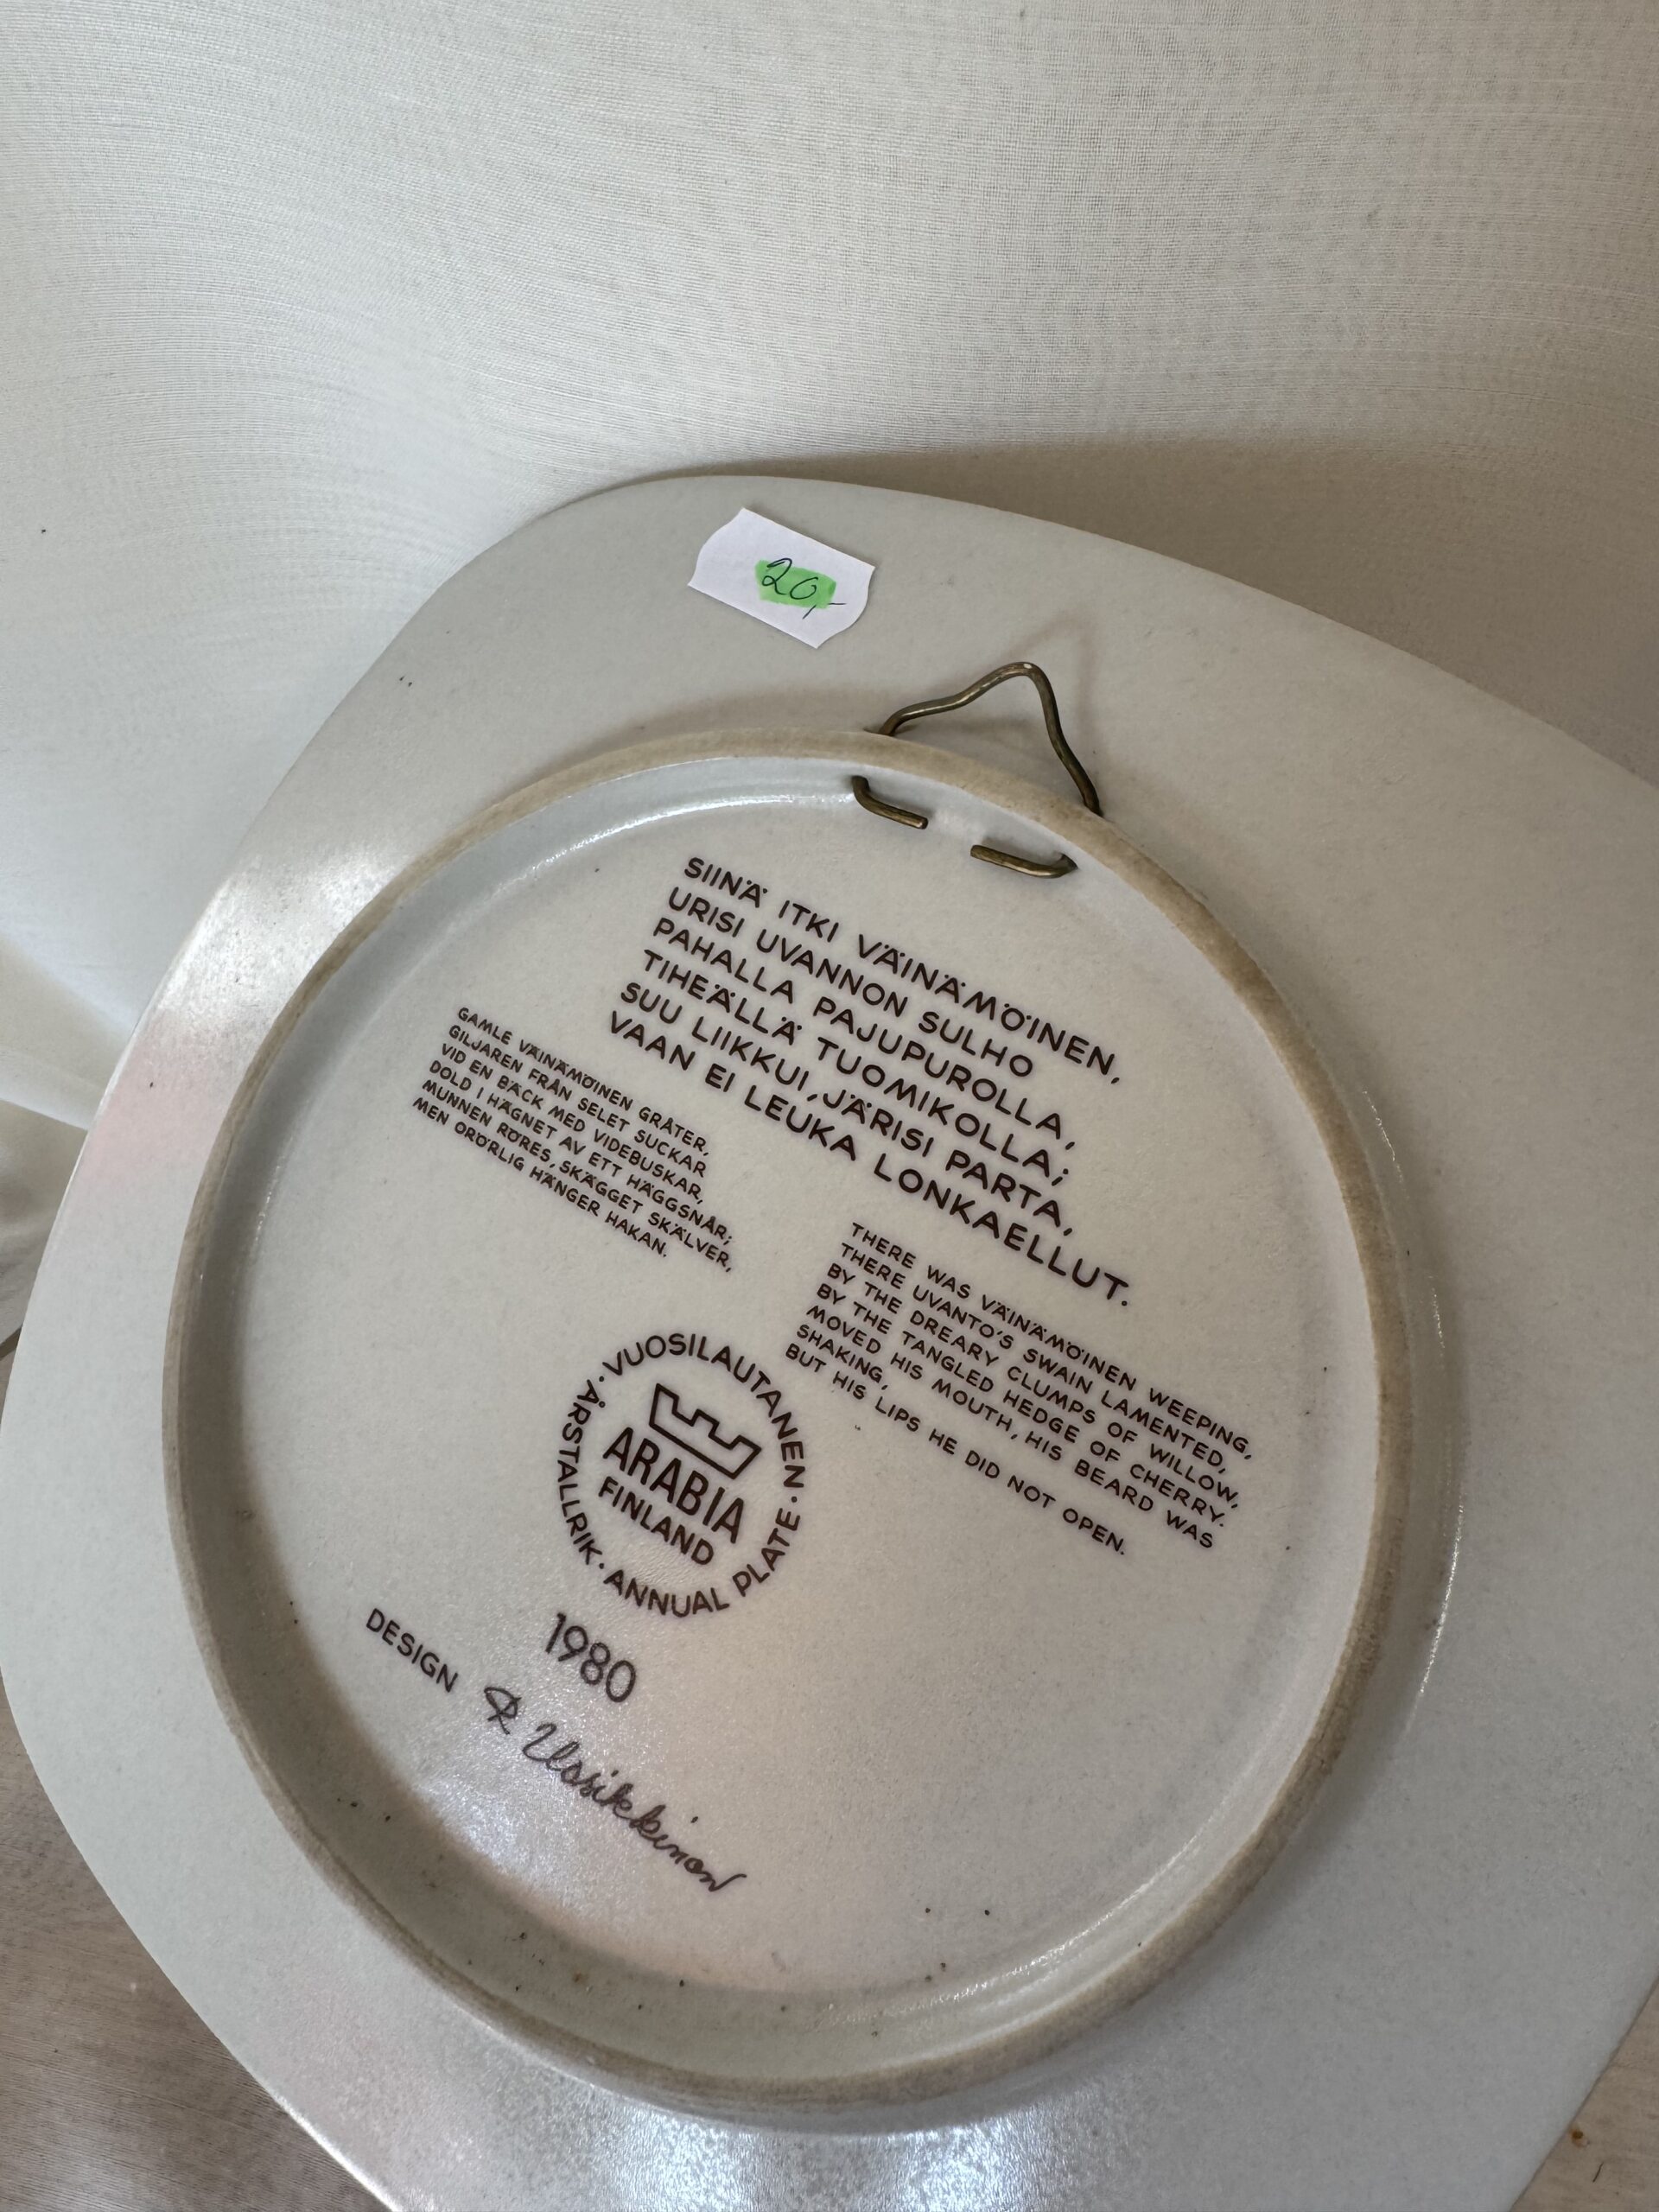 20,-
SIINÄ ITKI VÄINÄMÖINEN,
URISI UVANNON SULHO
PAHALLA PAJUPUROLLA,
TIHEÄLLÄ TUOMIKOLLA;
SUU LIIKKUI, JÄRISI PARTA,
VAAN EI LEUKA LONKAELLUT.
GAMLE VÄINÄMÖINEN GRÅTER,
GILJAREN FRÅN SELET SUCKAR
VID EN BÄCK MED VIDEBUSKAR,
DOLD I HÄGNET AV ETT HÄGGSNÅR;
MUNNEN RÖRES, SKÄGGET SKÄLVER,
MEN ORÖRLIG HÄNGER HAKAN.
THERE WAS VÄINÄMÖINEN WEEPING,
THERE UVANTO'S SWAIN LAMENTED,
BY THE DREARY CLUMPS OF WILLOW,
BY THE TANGLED HEDGE OF CHERRY.
MOVED HIS MOUTH, HIS BEARD WAS
SHAKING,
BUT HIS LIPS HE DID NOT OPEN.
·VUOSILAUTANEN·
ARABIA
FINLAND
ÅRSTALLRIK·ANNUAL PLATE·
1980
DESIGN R Uosikkinen